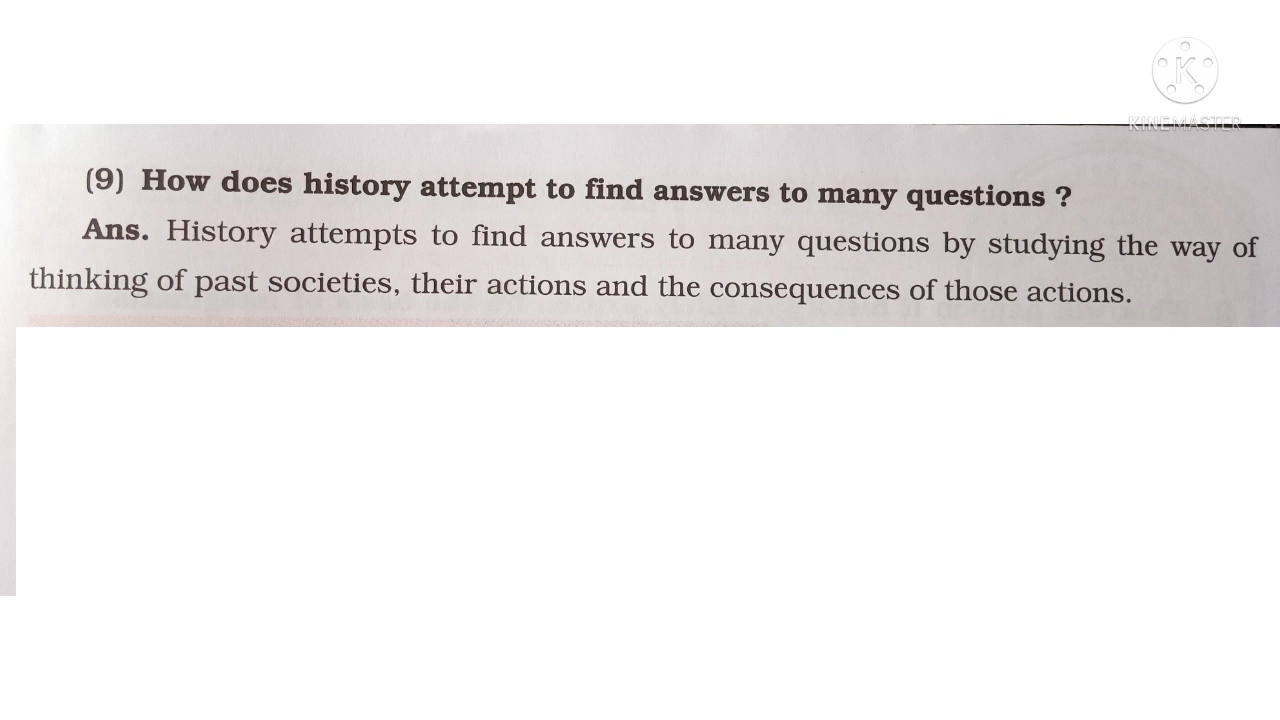 K
KINEMASTER
(9) How does history attempt to find answers to many questions ?
Ans. History attempts to find answers to many questions by studying the way of
thinking of past societies, their actions and the consequences of those actions.